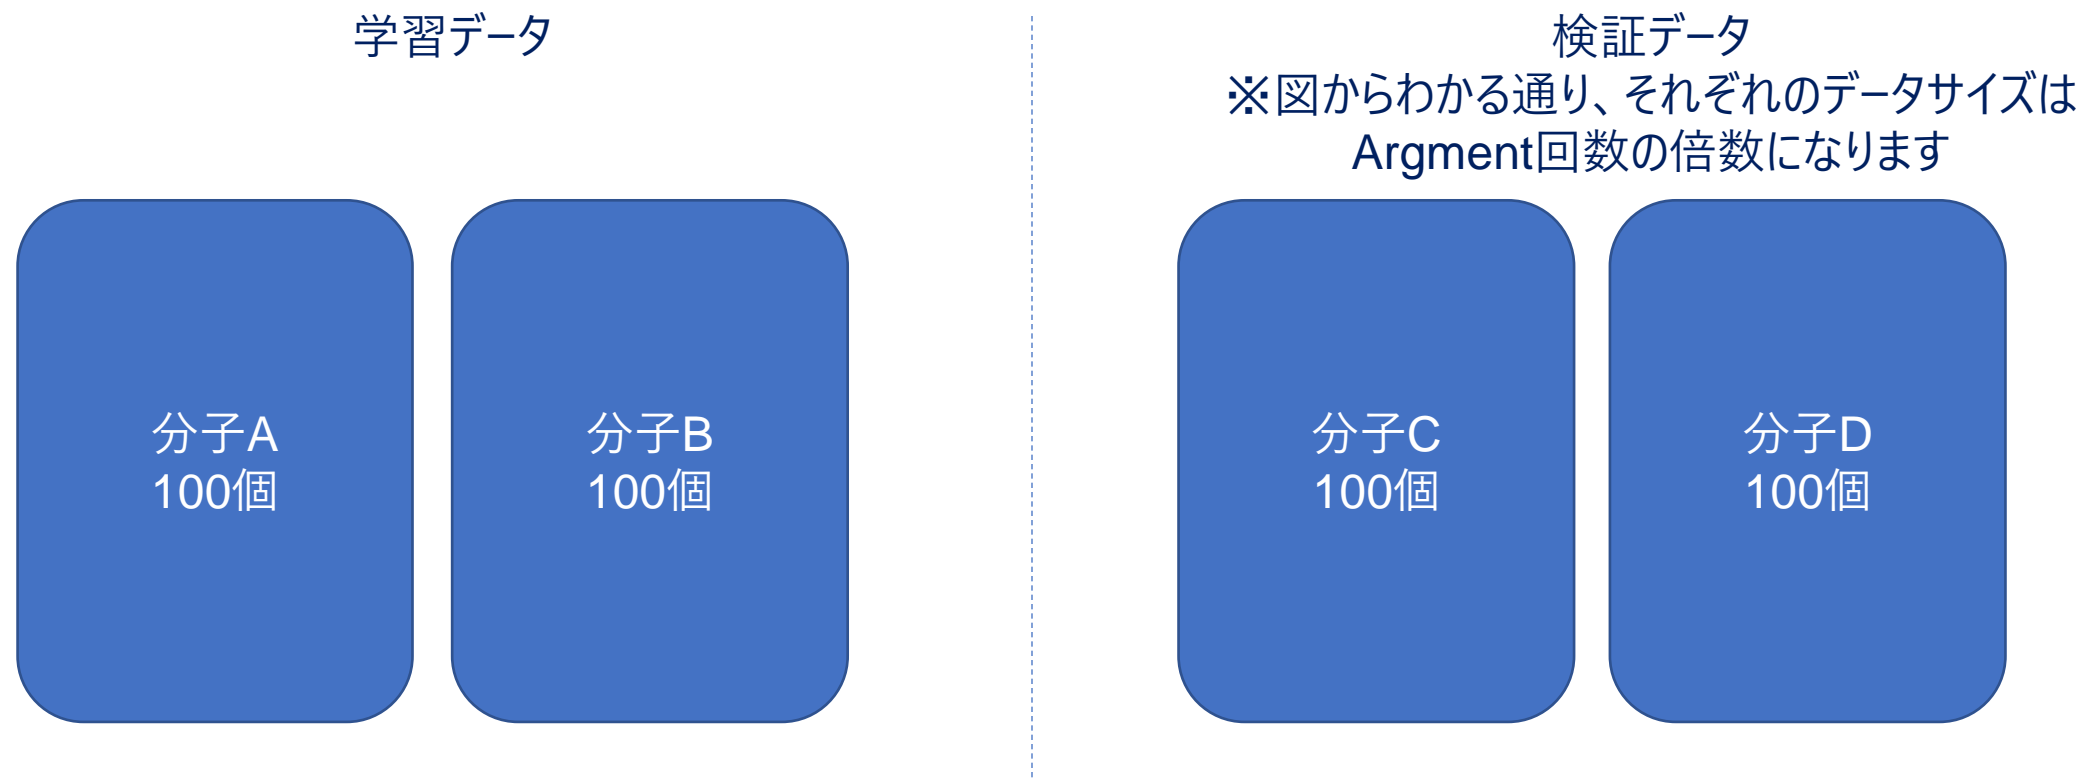 学習データ
検証データ
※図からわかる通り、それぞれのデータサイズは
Argment回数の倍数になります
分子A
100個
分子B
100個
分子C
100個
分子D
100個